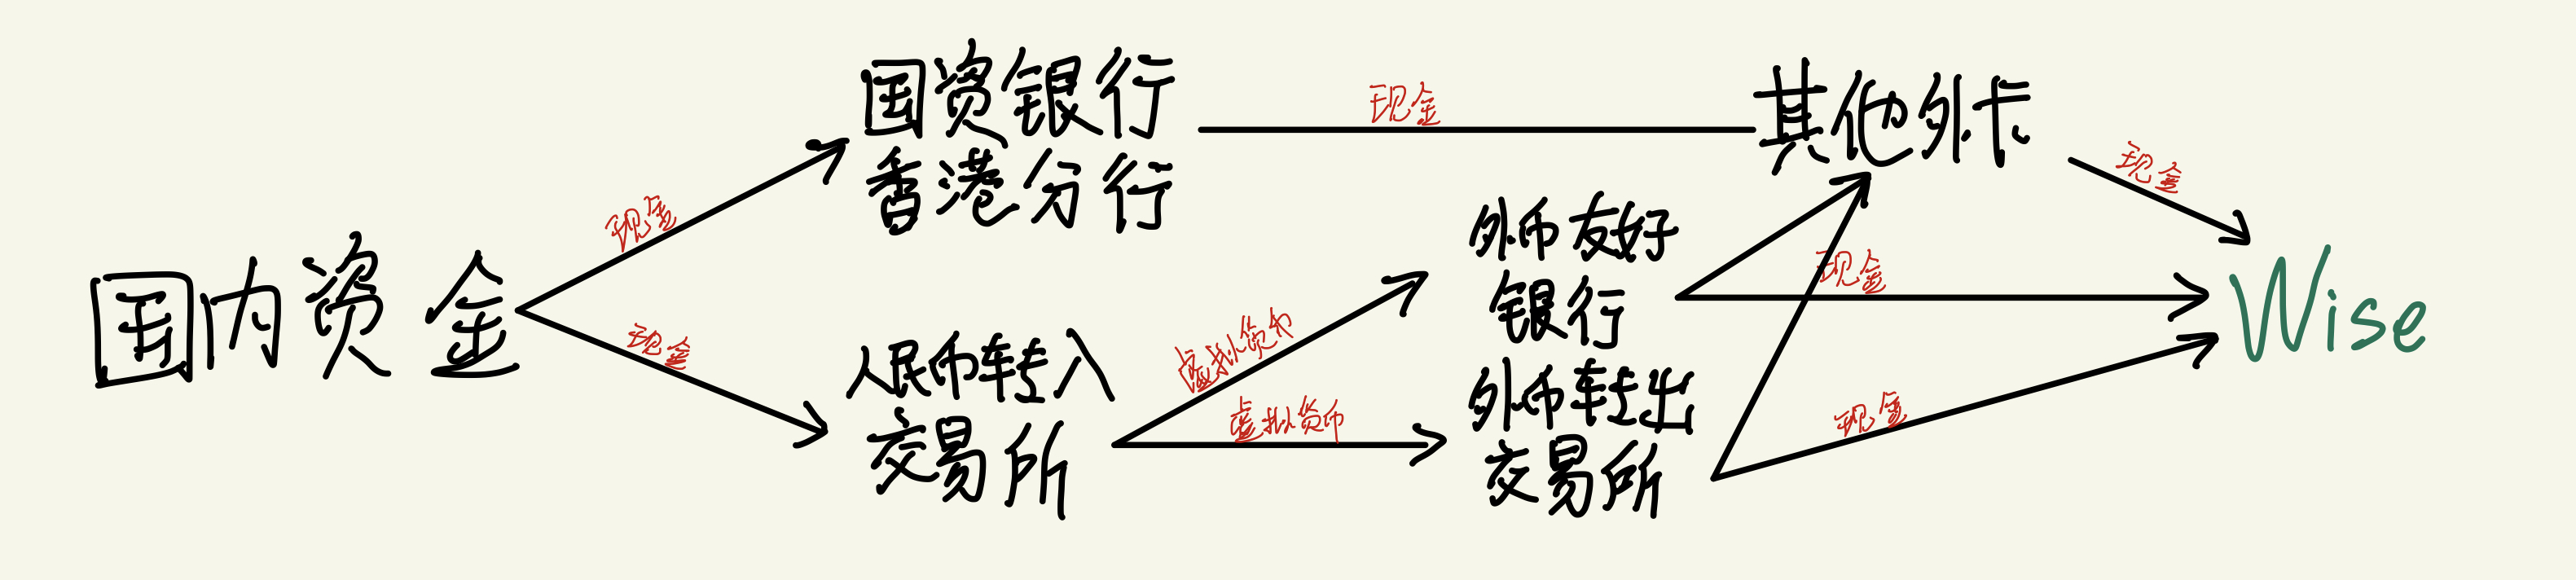 国内资金
现金
现金
国资银行
香港分行
人民币转入
交易所
现金
虚拟货币
虚拟货币
其他外卡
外币友好
银行
外币转出
交易所
现金
现金
现金
Wise